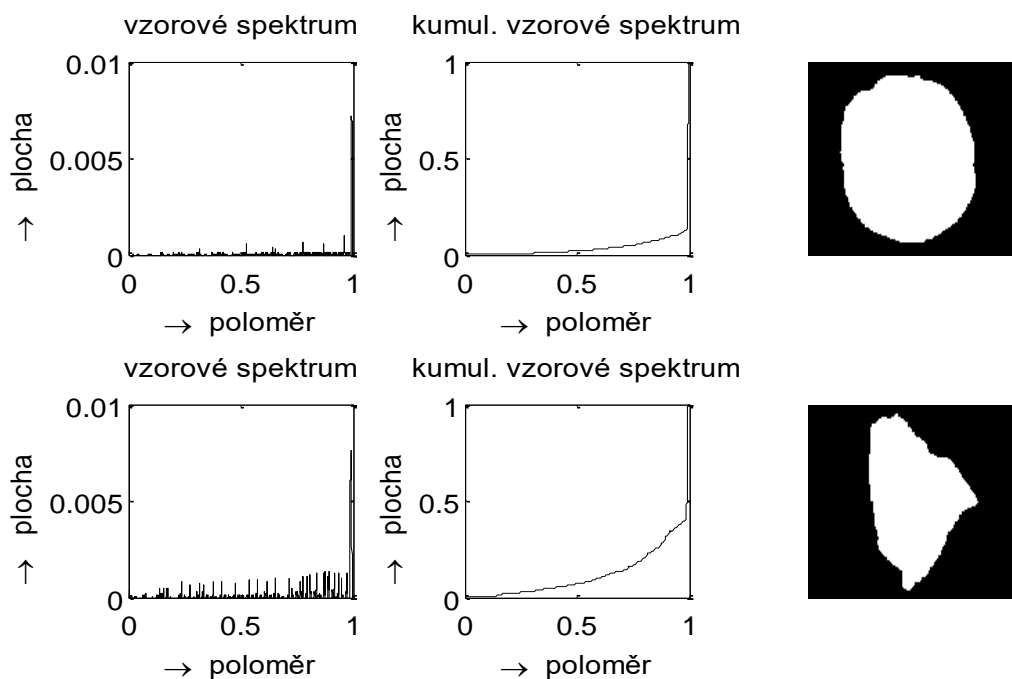 vzorové spektrum
0.01
0.005
0
→ plocha
0 0.5 1
→ poloměr
kumul. vzorové spektrum
1
0.5
0
→ plocha
0 0.5 1
→ poloměr
vzorové spektrum
0.01
0.005
0
→ plocha
0 0.5 1
→ poloměr
kumul. vzorové spektrum
1
0.5
0
→ plocha
0 0.5 1
→ poloměr